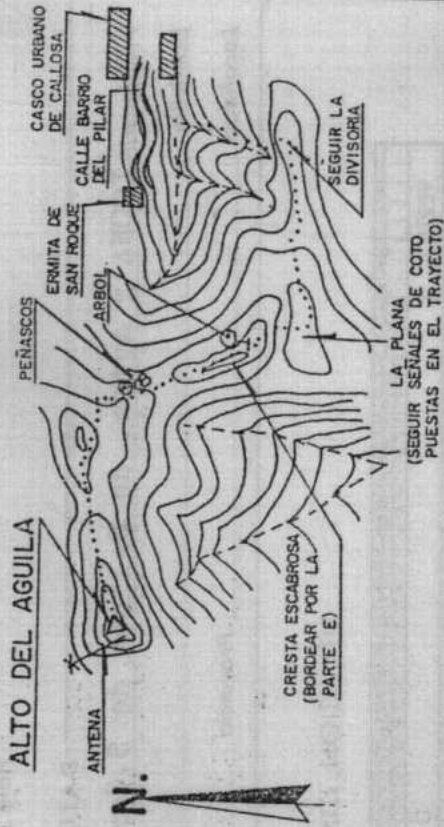 ALTO DEL AGUILA
ANTENA
N.
PEÑASCOS
ARBOL
ERMITA DE
SAN ROQUE
CALLE BARRIO
DEL PILAR
CASCO URBANO
DE CALLOSA
SEGUIR LA
DIVISORIA
LA PLANA
(SEGUIR SEÑALES DE COTO
PUESTAS EN EL TRAYECTO)
CRESTA ESCABROSA
(BORDEAR POR LA
PARTE E)